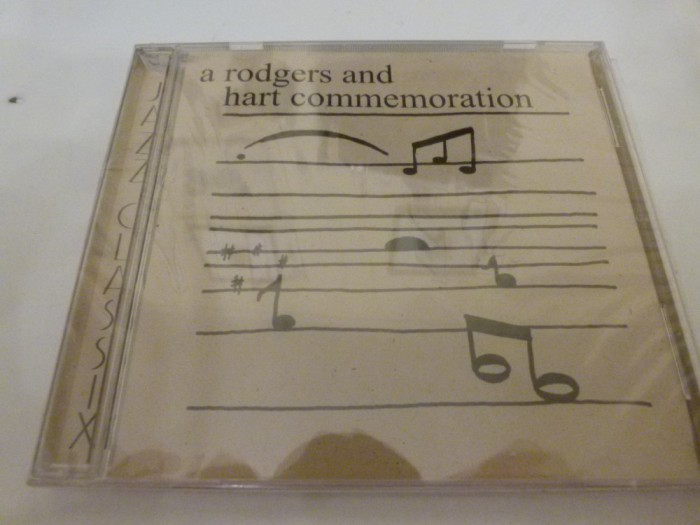 a rodgers and
hart commemoration
JAZZ CLASSIX